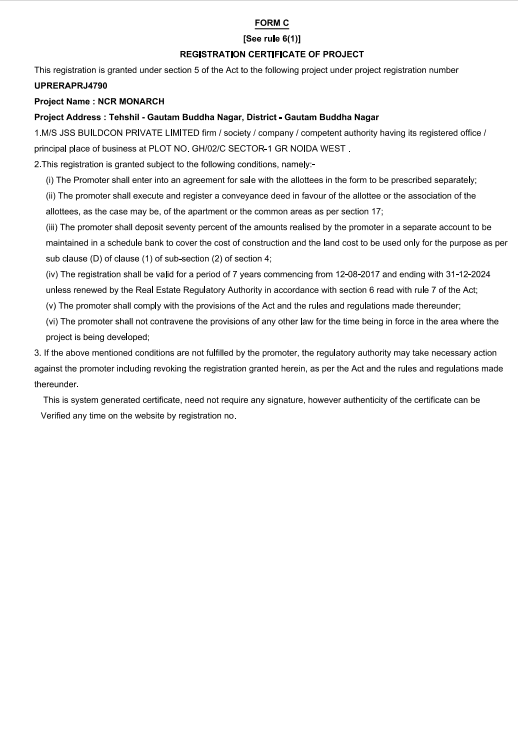 FORM C
[See rule 6(1)]
REGISTRATION CERTIFICATE OF PROJECT
This registration is granted under section 5 of the Act to the following project under project registration number
UPRERAPRJ4790
Project Name : NCR MONARCH
Project Address : Tehshil - Gautam Buddha Nagar, District - Gautam Buddha Nagar
1.M/S JSS BUILDCON PRIVATE LIMITED firm / society / company / competent authority having its registered office /
principal place of business at PLOT NO. GH/02/C SECTOR-1 GR NOIDA WEST .
2.This registration is granted subject to the following conditions, namely:-
(i) The Promoter shall enter into an agreement for sale with the allottees in the form to be prescribed separately;
(ii) The promoter shall execute and register a conveyance deed in favour of the allottee or the association of the
allottees, as the case may be, of the apartment or the common areas as per section 17;
(iii) The promoter shall deposit seventy percent of the amounts realised by the promoter in a separate account to be
maintained in a schedule bank to cover the cost of construction and the land cost to be used only for the purpose as per
sub clause (D) of clause (1) of sub-section (2) of section 4;
(iv) The registration shall be valid for a period of 7 years commencing from 12-08-2017 and ending with 31-12-2024
unless renewed by the Real Estate Regulatory Authority in accordance with section 6 read with rule 7 of the Act;
(v) The promoter shall comply with the provisions of the Act and the rules and regulations made thereunder;
(vi) The promoter shall not contravene the provisions of any other law for the time being in force in the area where the
project is being developed;
3. If the above mentioned conditions are not fulfilled by the promoter, the regulatory authority may take necessary action
against the promoter including revoking the registration granted herein, as per the Act and the rules and regulations made
thereunder.
This is system generated certificate, need not require any signature, however authenticity of the certificate can be
Verified any time on the website by registration no.